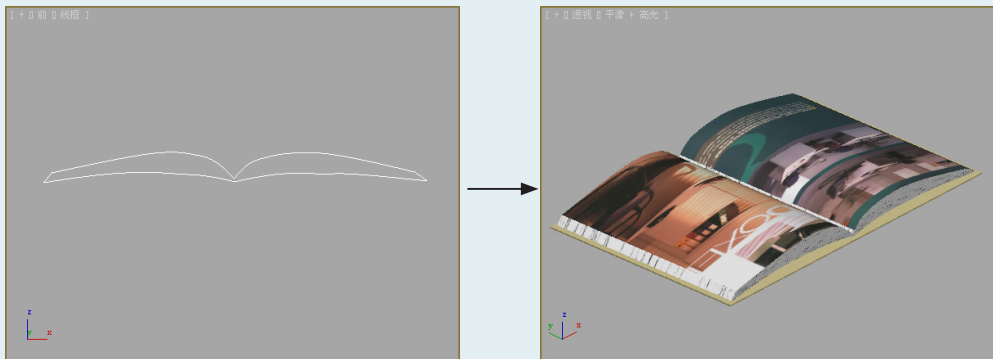 [ + 前 线框 ]
[ + 透视 平滑 + 高光 ]
z
y x
z
y x